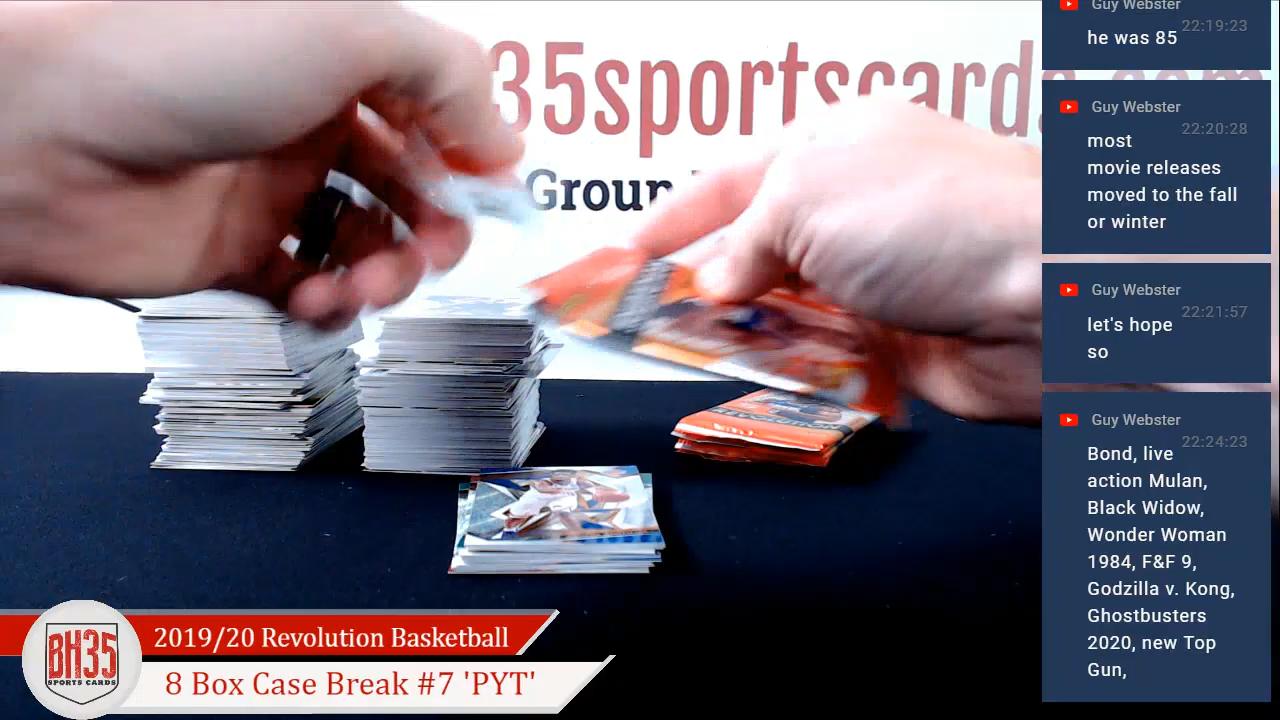 35sportscard
Group
REVOLUTION
Guy Webster
22:19:23
he was 85
Guy Webster
22:20:28
most
movie releases
moved to the fall
or winter
Guy Webster
22:21:57
let's hope
so
Guy Webster
22:24:23
Bond, live
action Mulan,
Black Widow,
Wonder Woman
1984, F&F 9,
Godzilla v. Kong,
Ghostbusters
2020, new Top
Gun,
BH35
SPORTS CARDS
2019/20 Revolution Basketball
8 Box Case Break #7 'PYT'